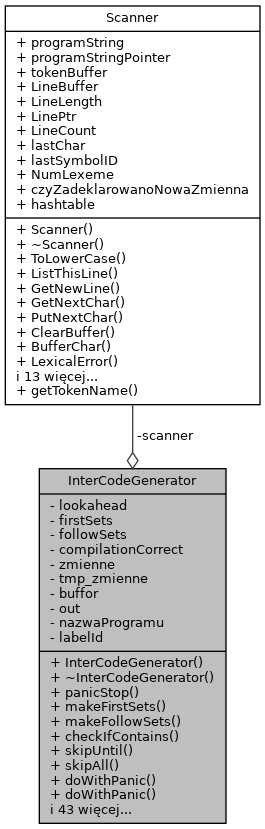 Scanner
+ programString
+ programStringPointer
+ tokenBuffer
+ LineBuffer
+ LineLength
+ LinePtr
+ LineCount
+ lastChar
+ lastSymbolID
+ NumLexeme
+ czyZadeklarowanoNowaZmienna
+ hashtable
+ Scanner()
+ ~Scanner()
+ ToLowerCase()
+ ListThisLine()
+ GetNewLine()
+ GetNextChar()
+ PutNextChar()
+ ClearBuffer()
+ BufferChar()
+ LexicalError()
i 13 więcej...
+ getTokenName()
-scanner
InterCodeGenerator
- lookahead
- firstSets
- followSets
- compilationCorrect
- zmienne
- tmp_zmienne
- buffor
- out
- nazwaProgramu
- labelId
+ InterCodeGenerator()
+ ~InterCodeGenerator()
+ panicStop()
+ makeFirstSets()
+ makeFollowSets()
+ checkIfContains()
+ skipUntil()
+ skipAll()
+ doWithPanic()
+ doWithPanic()
i 43 więcej...